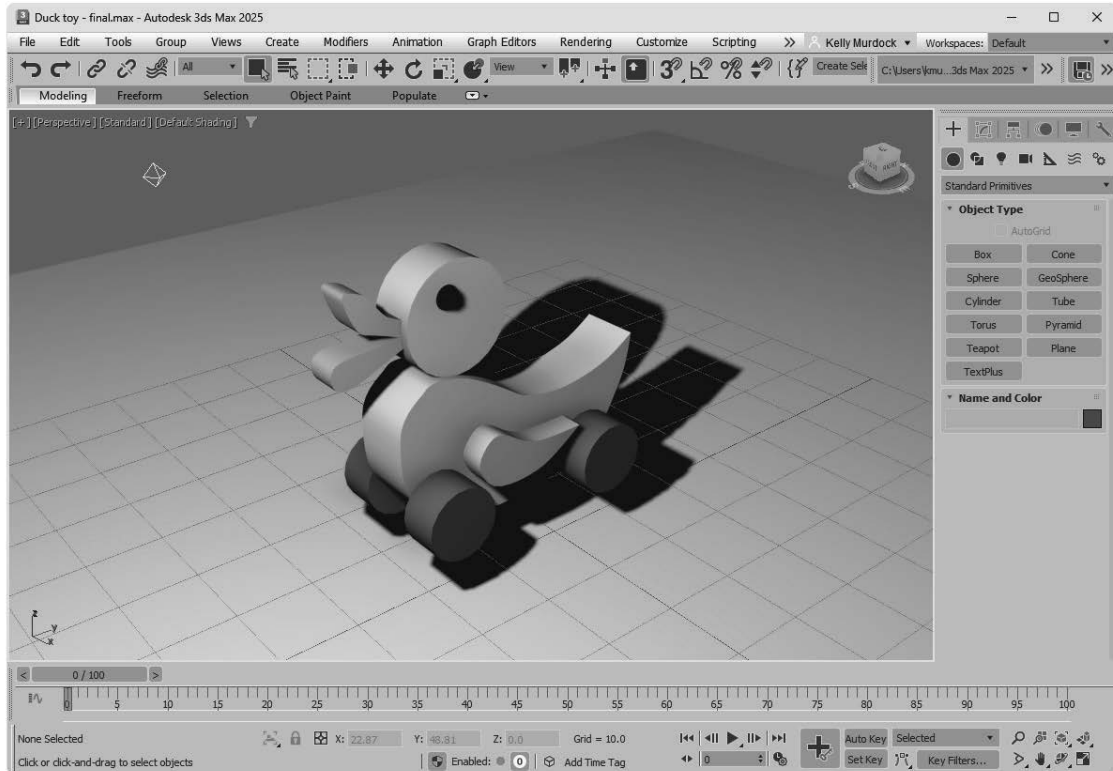 Duck toy - final.max - Autodesk 3ds Max 2025
File Edit Tools Group Views Create Modifiers Animation Graph Editors Rendering Customize Scripting Kelly Murdock Workspaces: Default
All View Create Sele C:\Users\kmu...3ds Max 2025
Modeling Freeform Selection Object Paint Populate
[+] [Perspective] [Standard] [Default Shading]
Standard Primitives
Object Type
AutoGrid
Box Cone
Sphere GeoSphere
Cylinder Tube
Torus Pyramid
Teapot Plane
TextPlus
Name and Color
z
y
x
< 0 / 100 >
0 5 10 15 20 25 30 35 40 45 50 55 60 65 70 75 80 85 90 95 100
None Selected X: 22.87 Y: 48.81 Z: 0.0 Grid = 10.0 Auto Key Selected
Click or click-and-drag to select objects Enabled: 0 Add Time Tag 0 Set Key Key Filters...